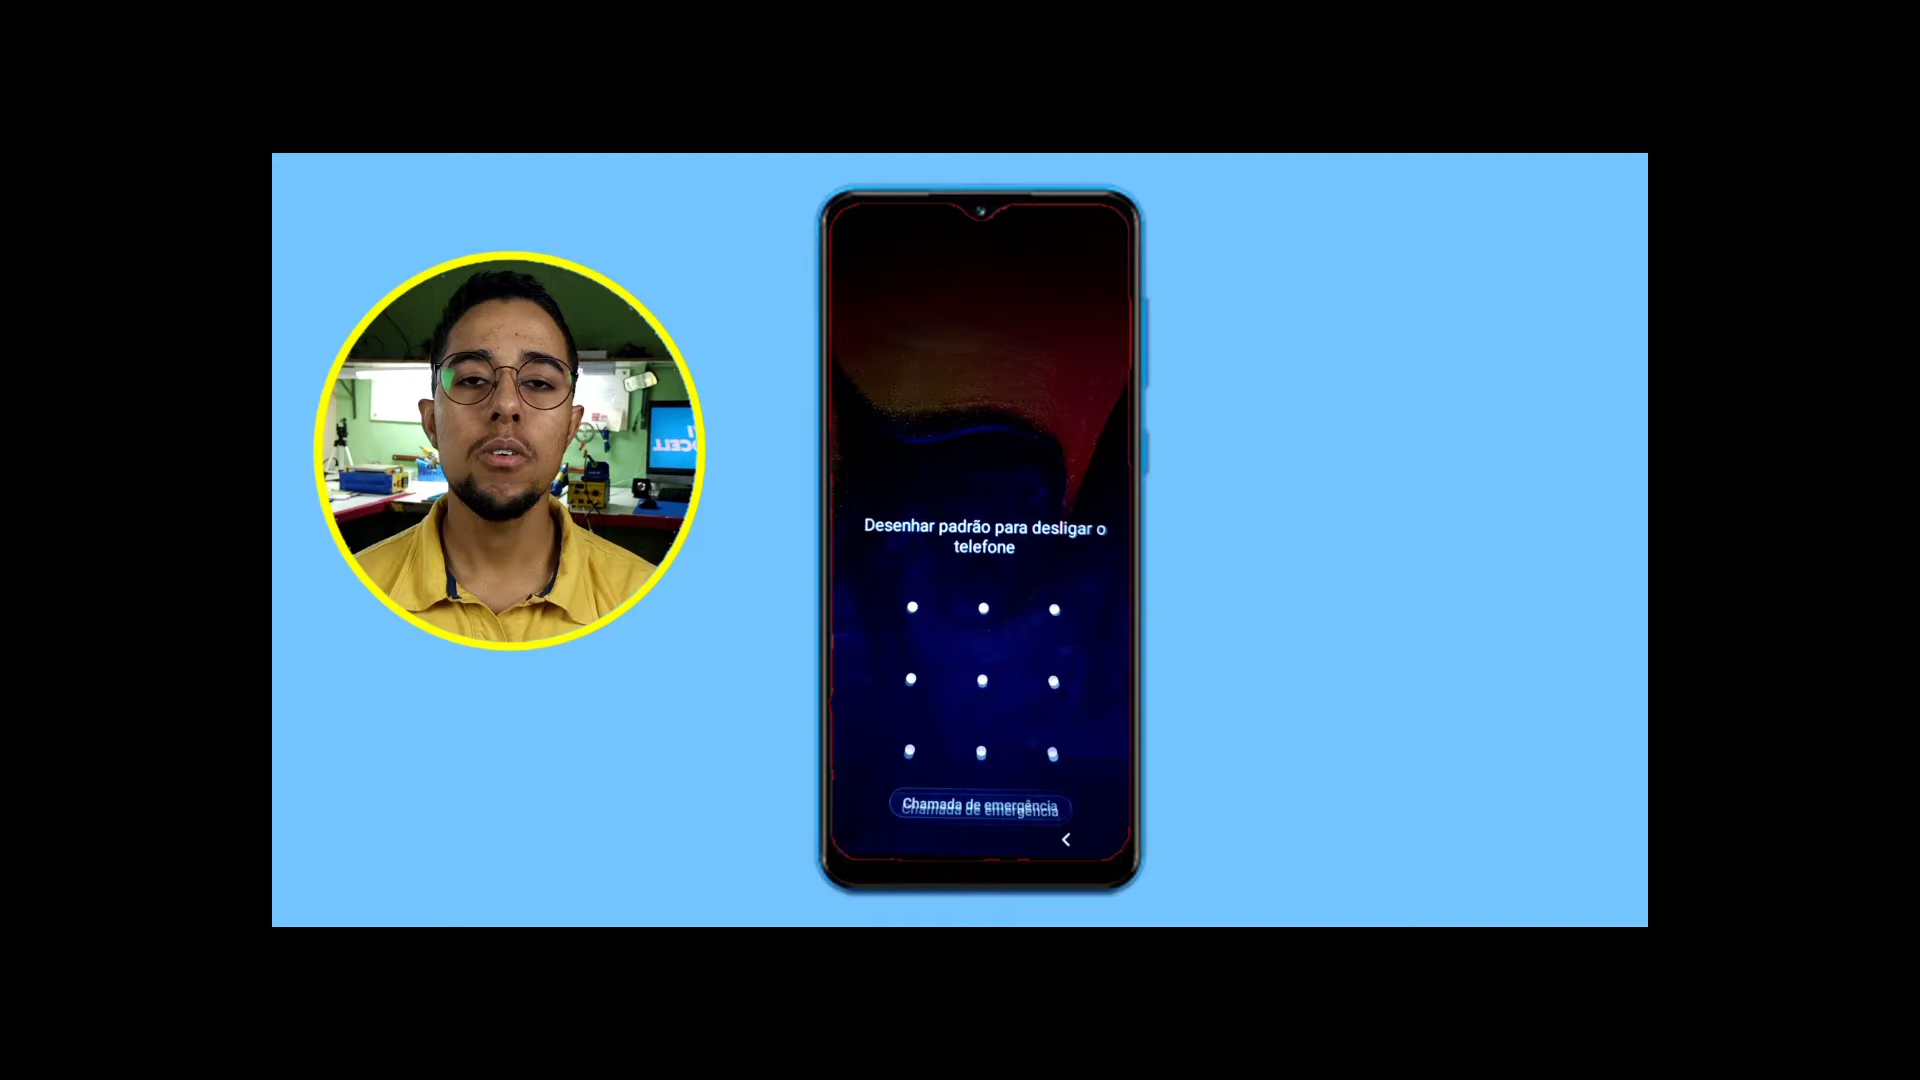 Desenhar padrão para desligar o
telefone
Chamada de emergência